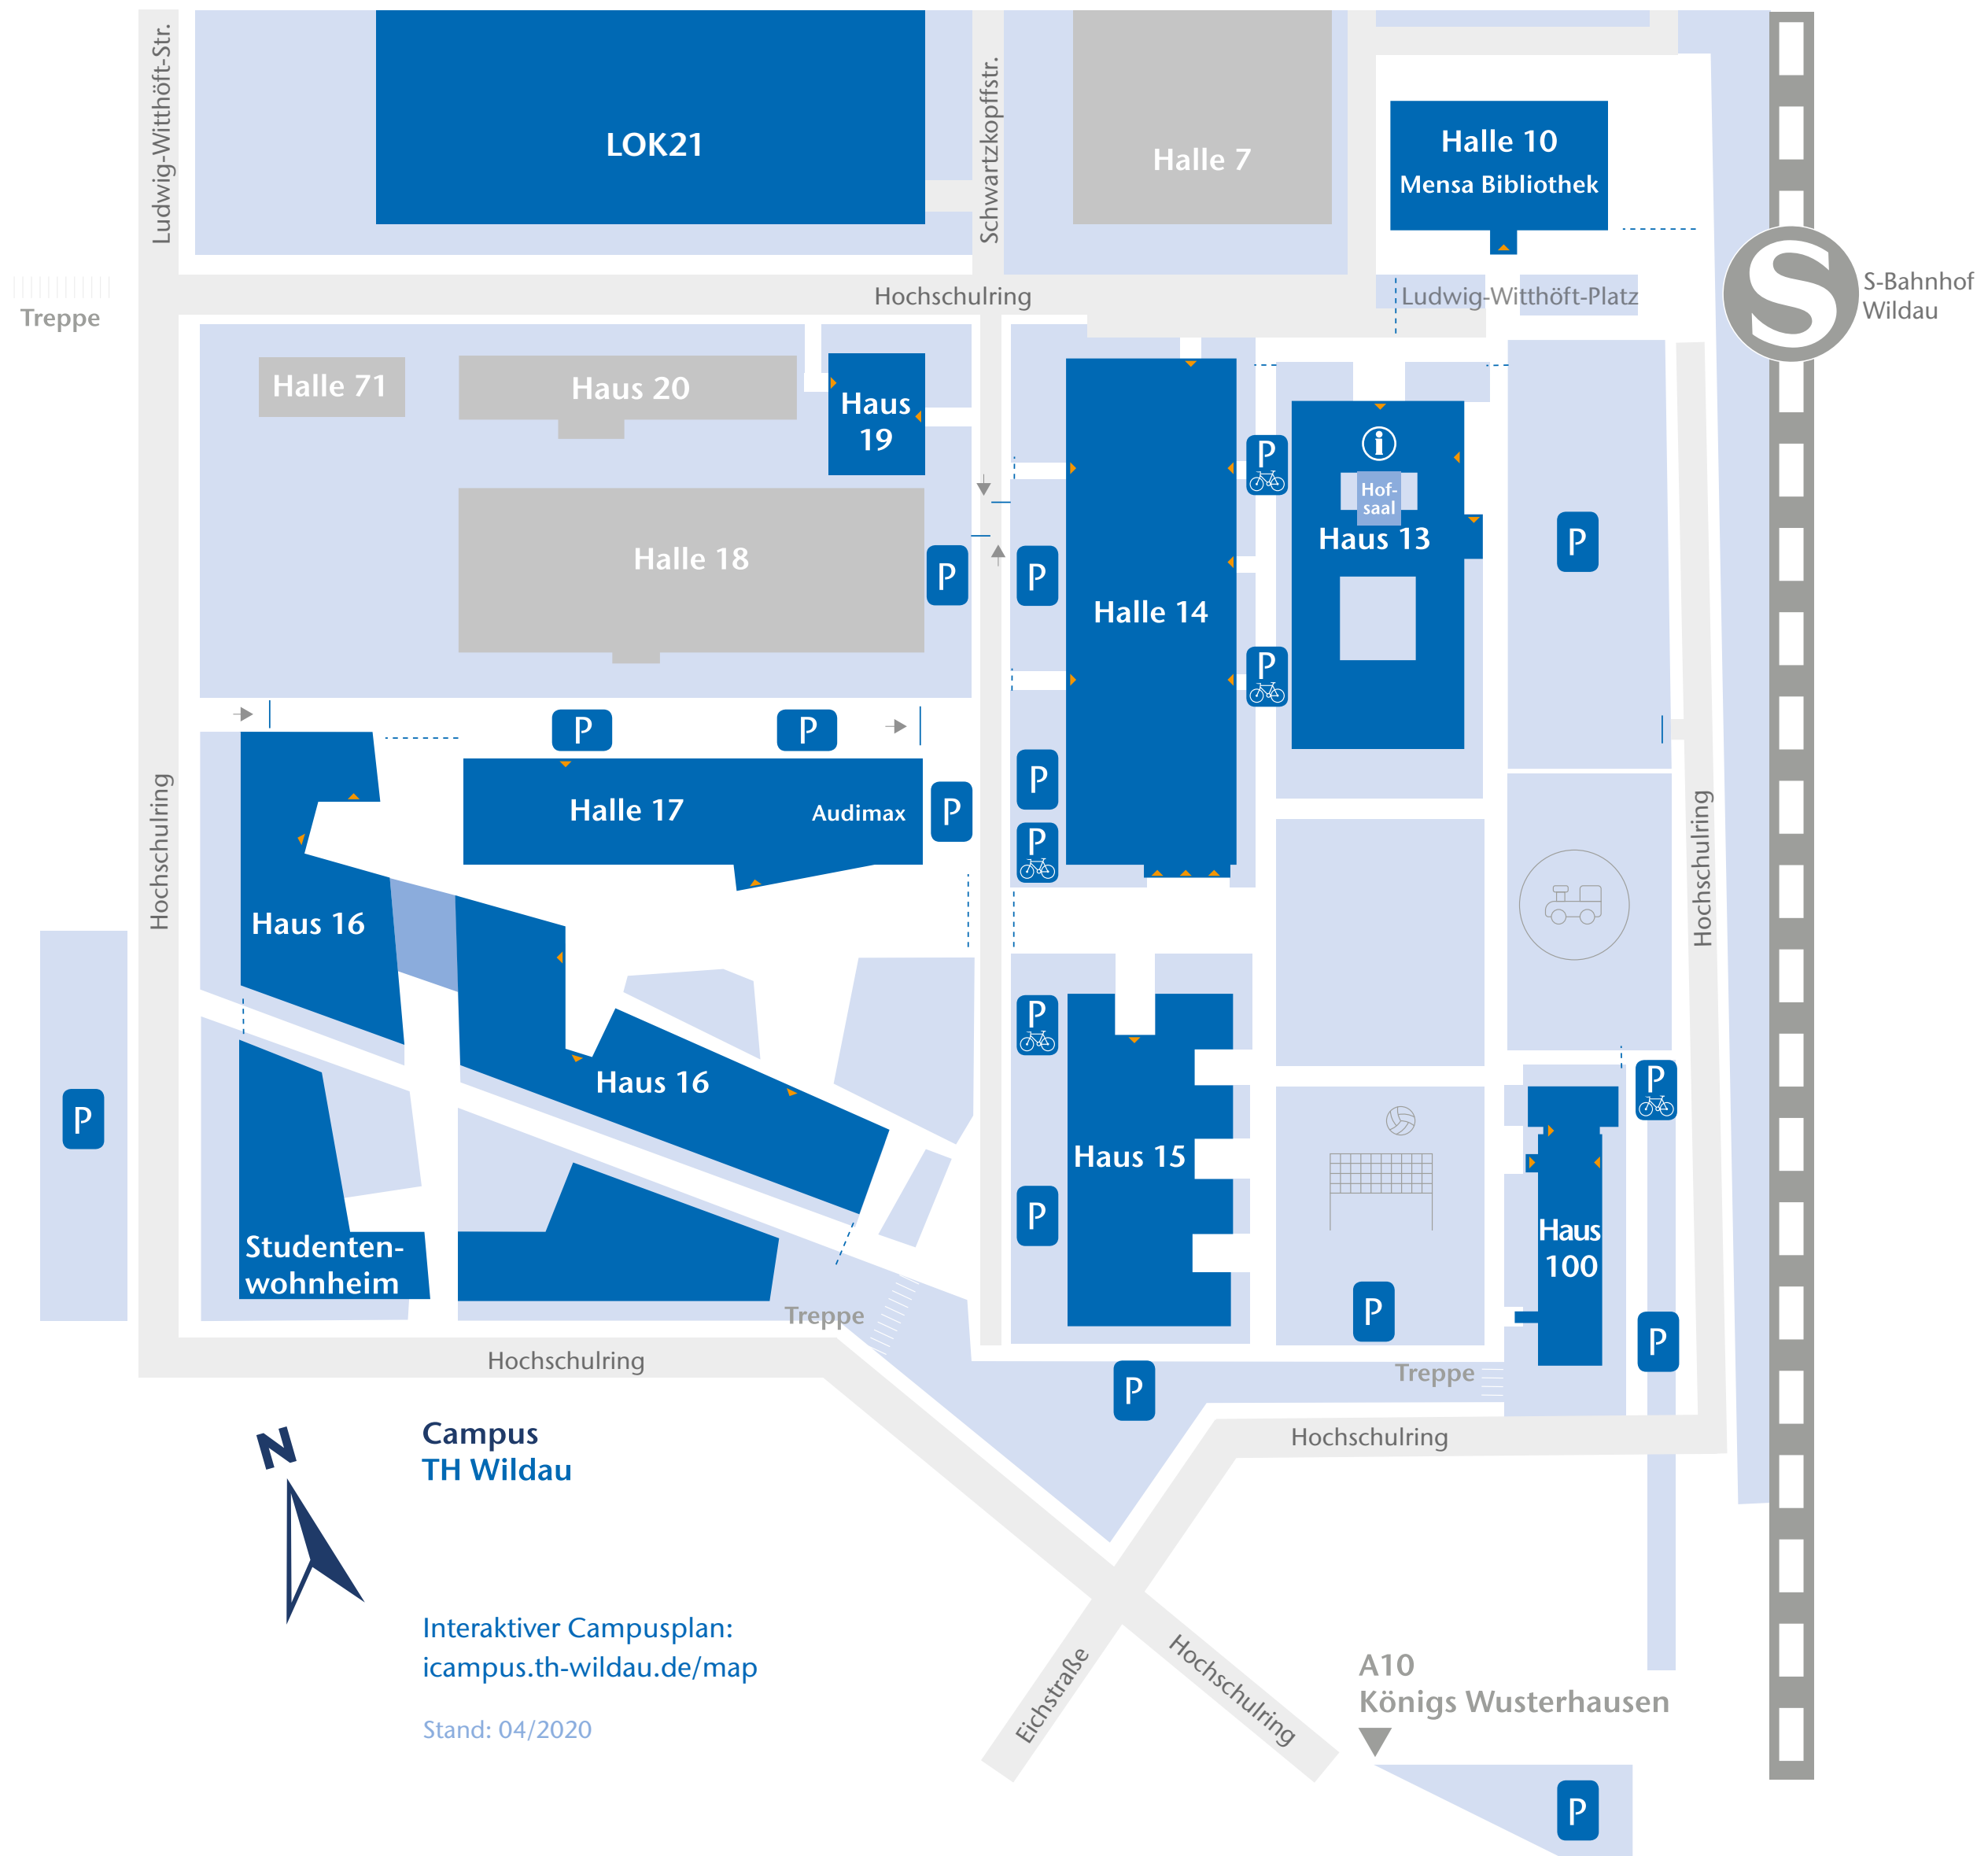 Ludwig-Witthöft-Str.
LOK21
Schwartzkopffstr.
Halle 7
Halle 10
Mensa Bibliothek
S
S-Bahnhof
Wildau
Treppe
Hochschulring
Ludwig-Witthöft-Platz
Halle 71
Haus 20
Haus
19
P
i
Hof-
saal
Haus 13
P
Halle 18
P
P
Halle 14
P
P
P
P
Hochschulring
Halle 17
Audimax
P
P
Hochschulring
Haus 16
P
P
Haus 16
P
P
Haus 15
P
Haus
100
Studenten-
wohnheim
P
P
Treppe
Hochschulring
Treppe
P
Hochschulring
N
Campus
TH Wildau
Interaktiver Campusplan:
icampus.th-wildau.de/map
Stand: 04/2020
Eichstraße
Hochschulring
A10
Königs Wusterhausen
P